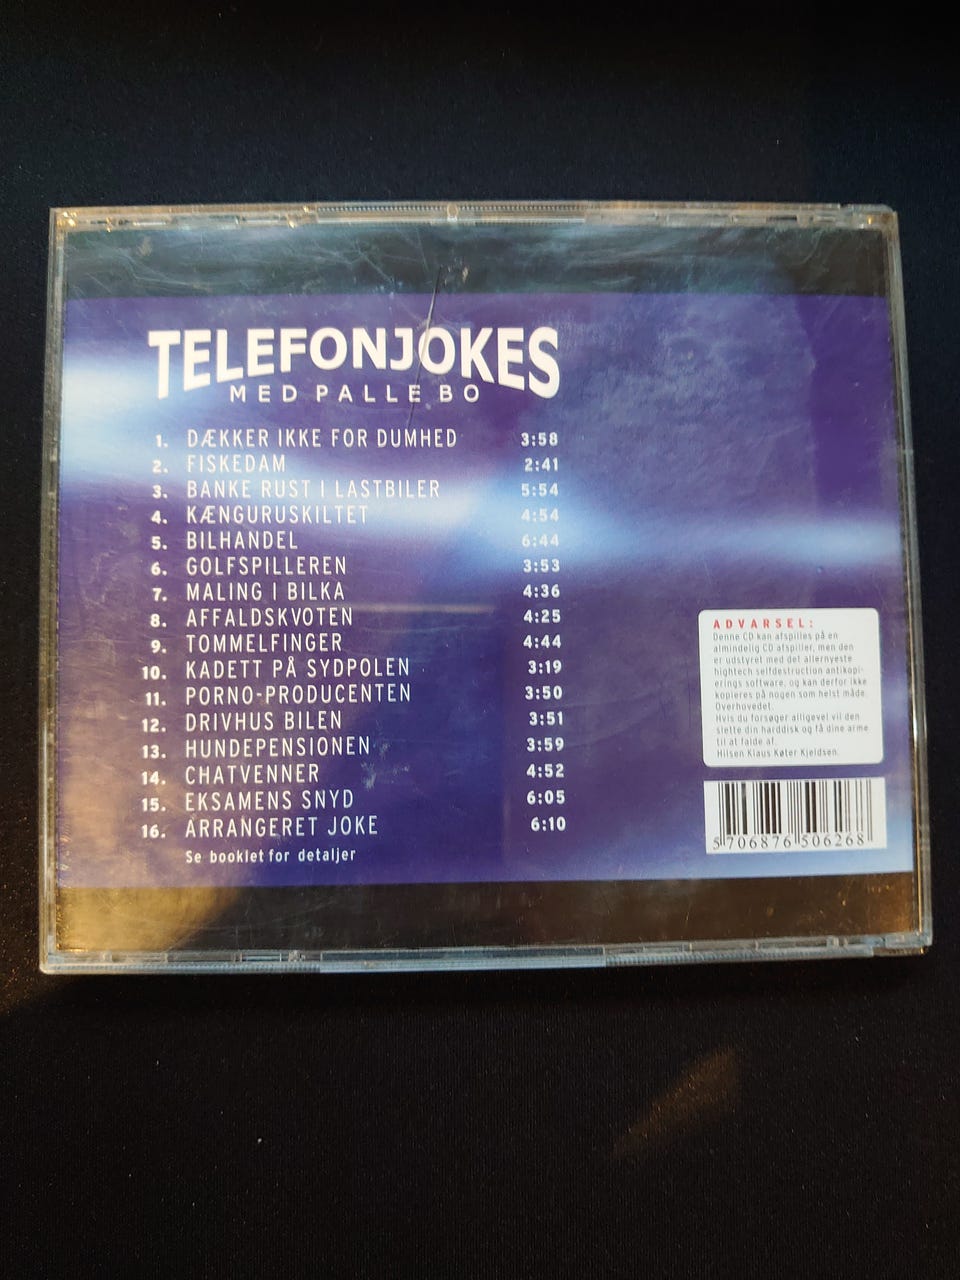 TELEFONJOKES
MED PALLE BO
1. DÆKKER IKKE FOR DUMHED 3:58
2. FISKEDAM 2:41
3. BANKE RUST I LASTBILER 5:54
4. KÆNGURUSKILTET 4:54
5. BILHANDEL 6:44
6. GOLFSPILLEREN 3:53
7. MALING I BILKA 4:36
8. AFFALDSKVOTEN 4:25
9. TOMMELFINGER 4:44
10. KADETT PÅ SYDPOLEN 3:19
11. PORNO-PRODUCENTEN 3:50
12. DRIVHUS BILEN 3:51
13. HUNDEPENSIONEN 3:59
14. CHATVENNER 4:52
15. EKSAMENS SNYD 6:05
16. ARRANGERET JOKE 6:10
Se booklet for detaljer
ADVARSEL:
Denne CD kan afspilles på en
almindelig CD afspiller, men den
er udstyret med det allernyeste
hightech selfdestruction antikopi-
erings software, og kan derfor ikke
kopieres på nogen som helst måde.
Overhovedet.
Hvis du forsøger alligevel vil den
slette din harddisk og få dine arme
til at falde af.
Hilsen Klaus Køter Kjeldsen.
5 706876 506268